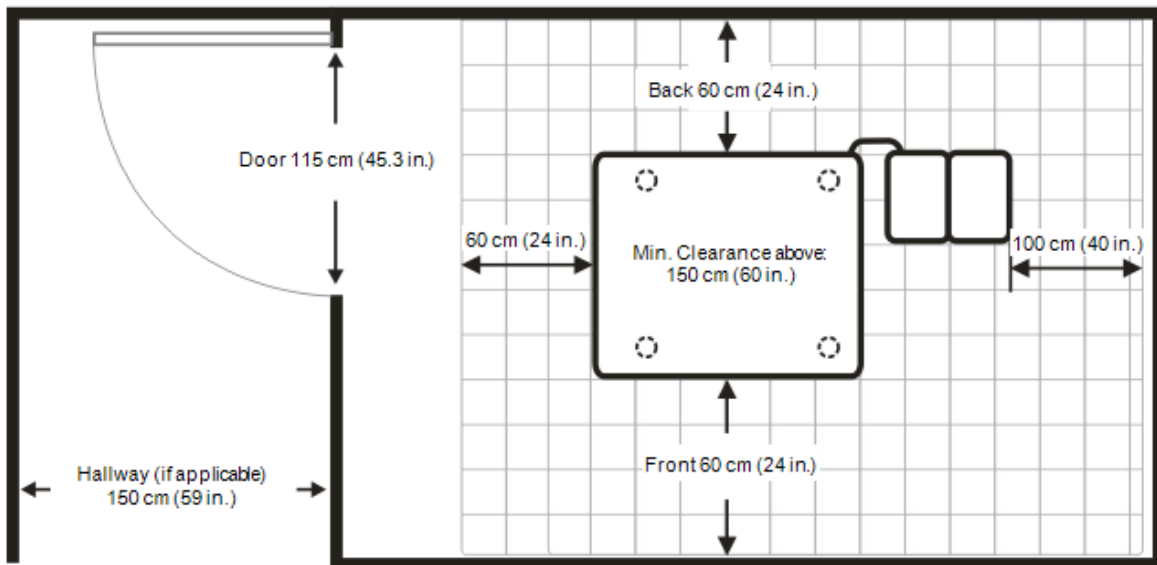 Back 60 cm (24 in.)
Door 115 cm (45.3 in.)
60 cm (24 in.)
Min. Clearance above:
150 cm (60 in.)
100 cm (40 in.)
Front 60 cm (24 in.)
Hallway (if applicable)
150 cm (59 in.)